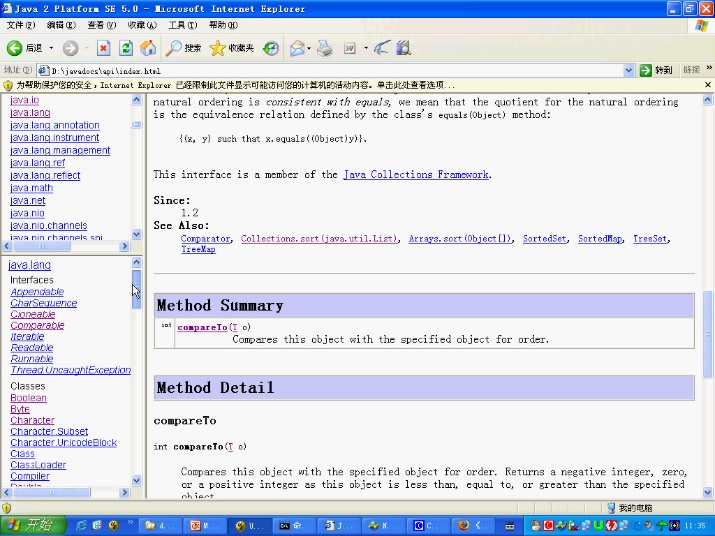 Java 2 Platform SE 5.0 - Microsoft Internet Explorer
文件(F) 编辑(E) 查看(V) 收藏(A) 工具(T) 帮助(H)
后退 搜索 收藏夹
地址(D) D:\javadocs\api\index.html 转到 链接 »
为帮助保护您的安全，Internet Explorer 已经限制此文件显示可能访问您的计算机的活动内容。单击此处查看选项...
java.io
java.lang
java.lang.annotation
java.lang.instrument
java.lang.management
java.lang.ref
java.lang.reflect
java.math
java.net
java.nio
java.nio.channels
java.nio.channels.spi
java.lang
Interfaces
Appendable
CharSequence
Cloneable
Comparable
Iterable
Readable
Runnable
Thread.UncaughtException
Classes
Boolean
Byte
Character
Character.Subset
Character.UnicodeBlock
Class
ClassLoader
Compiler
Double
natural ordering is consistent with equals, we mean that the quotient for the natural ordering
is the equivalence relation defined by the class's equals(Object) method:
{(x, y) such that x.equals((Object)y)}.
This interface is a member of the Java Collections Framework.
Since:
1.2
See Also:
Comparator, Collections.sort(java.util.List), Arrays.sort(Object[]), SortedSet, SortedMap, TreeSet,
TreeMap
Method Summary
int compareTo(T o)
Compares this object with the specified object for order.
Method Detail
compareTo
int compareTo(T o)
Compares this object with the specified object for order. Returns a negative integer, zero,
or a positive integer as this object is less than, equal to, or greater than the specified
object.
我的电脑
开始 » d... M... U... 命... J... N... C... 《... 11:35